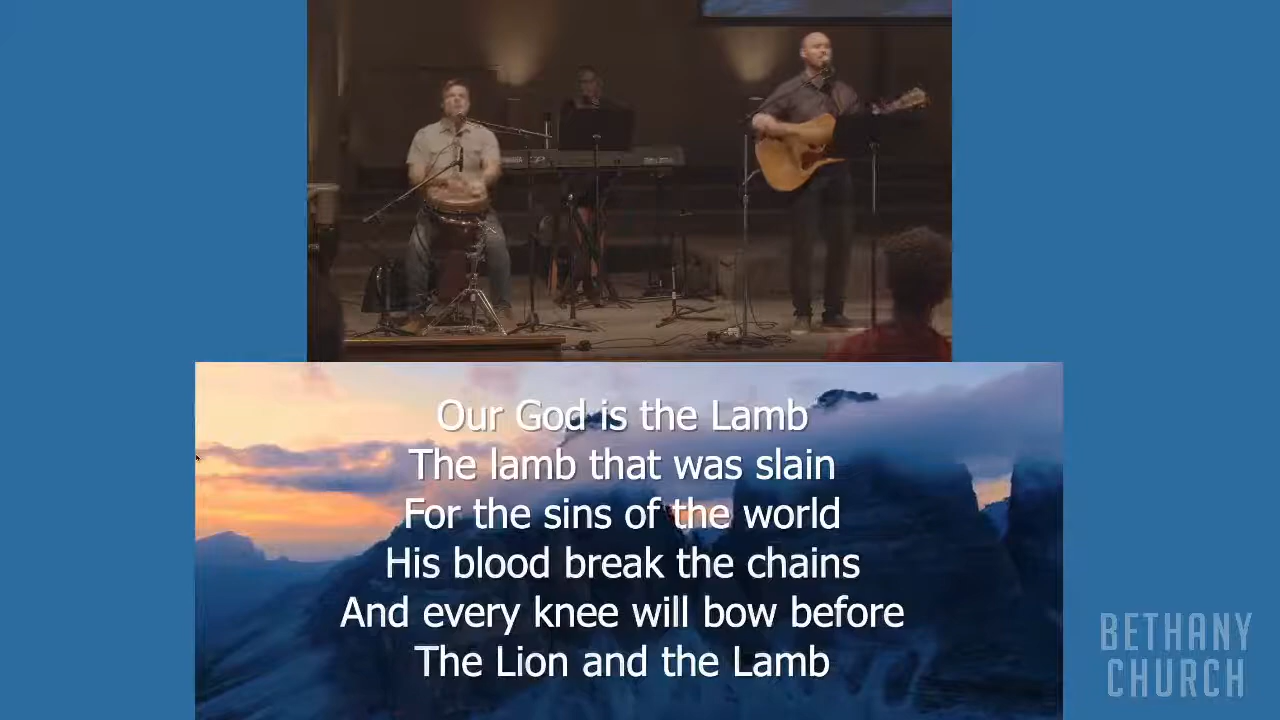 YAMAHA
Our God is the Lamb
The lamb that was slain
For the sins of the world
His blood break the chains
And every knee will bow before
The Lion and the Lamb
BETHANY
CHURCH